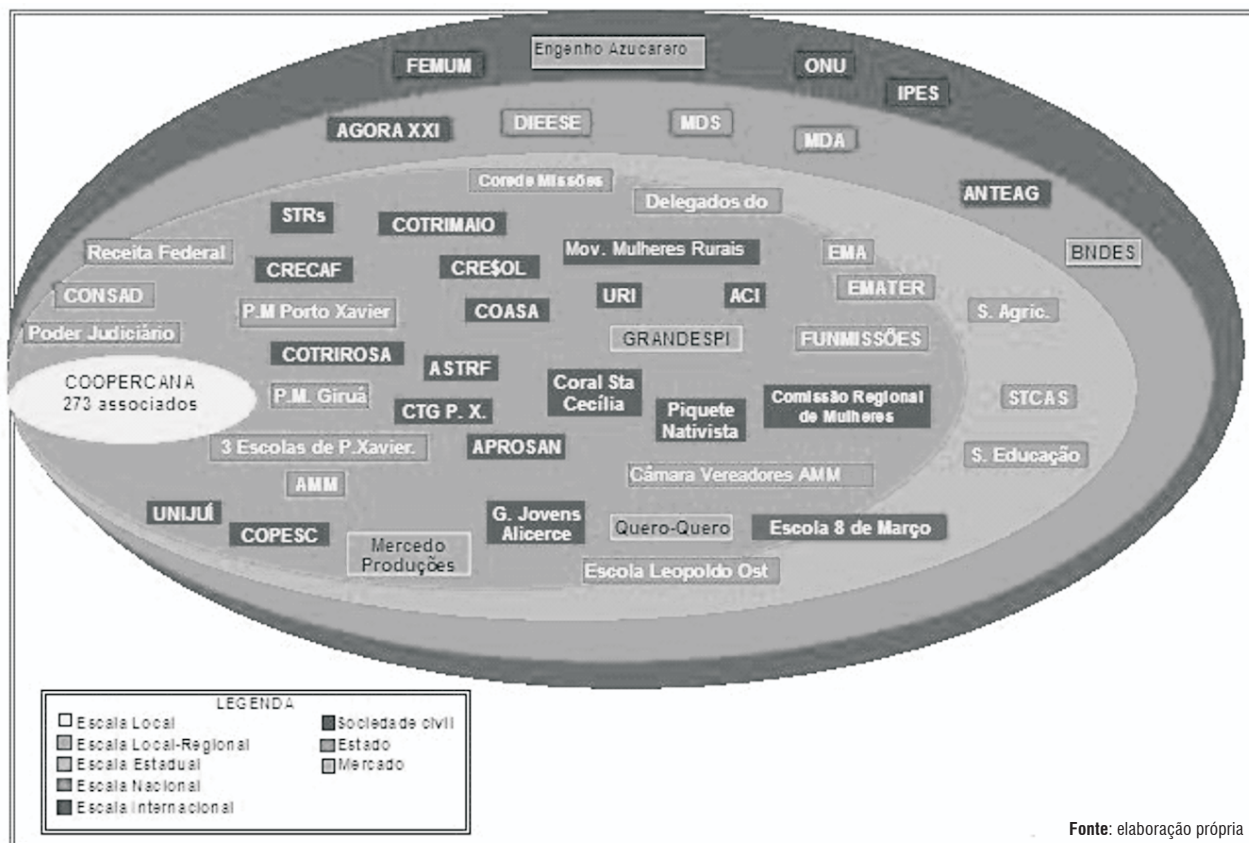 Engenho Azucarero
FEMUM
ONU
IPES
AGORA XXI
DIEESE
MDS
MDA
Corede Missões
Delegados do
ANTEAG
STRs
COTRIMAIO
Mov. Mulheres Rurais
EMA
BNDES
Receita Federal
CRECAF
CRE$OL
EMATER
CONSAD
URI
ACI
P.M Porto Xavier
COASA
S. Agric.
Poder Judiciário
GRANDESPI
FUNMISSÕES
COTRIROSA
ASTRF
COOPERCANA
273 associados
P.M. Giruá
Coral Sta
Cecília
Comissão Regional
de Mulheres
STCAS
CTG P. X.
Piquete
Nativista
3 Escolas de P.Xavier.
APROSAN
S. Educação
Câmara Vereadores AMM
AMM
UNIJUÍ
COPESC
G. Jovens
Alicerce
Quero-Quero
Escola 8 de Março
Mercedo
Produções
Escola Leopoldo Ost
LEGENDA
Escala Local
Escala Local-Regional
Escala Estadual
Escala Nacional
Escala Internacional
Sociedade civil
Estado
Mercado
Fonte: elaboração própria